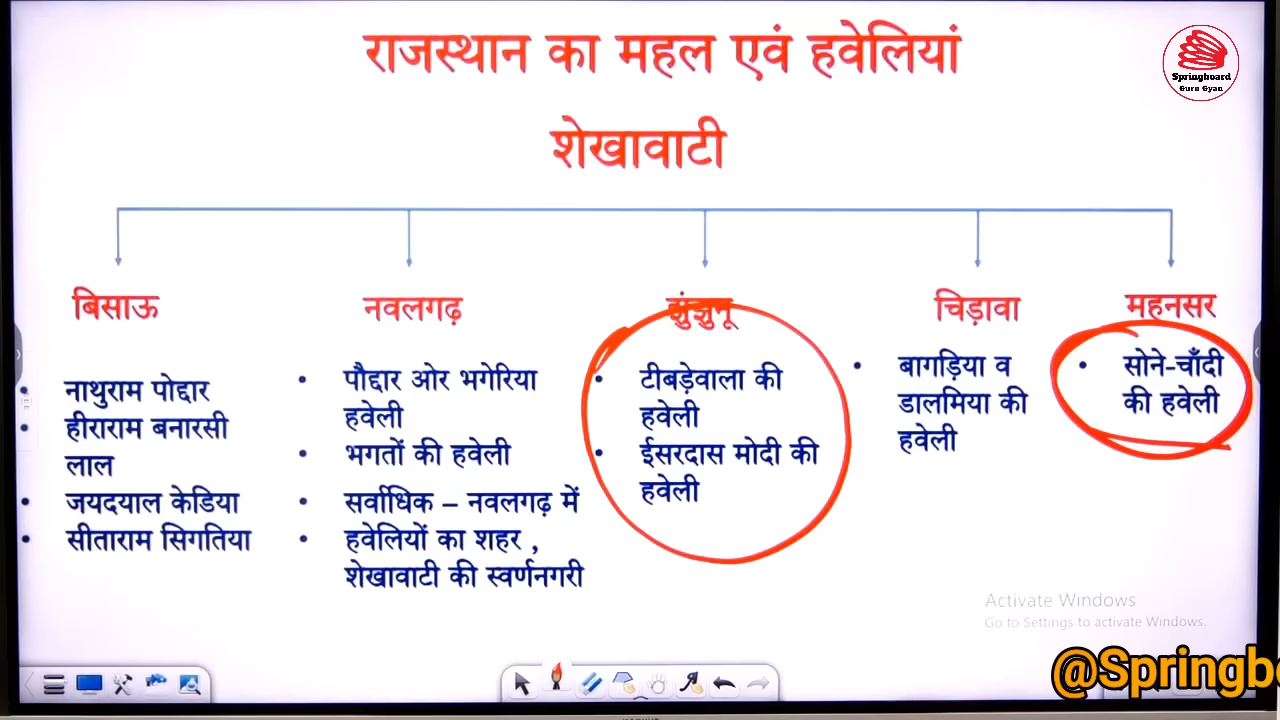 राजस्थान का महल एवं हवेलियां
Springboard
Guru Gyan
शेखावाटी
बिसाऊ
नाथुराम पोद्दार
हीराराम बनारसी
लाल
जयदयाल केडिया
सीताराम सिगतिया
नवलगढ़
पौद्दार ओर भगेरिया
हवेली
भगतों की हवेली
सर्वाधिक – नवलगढ़ में
हवेलियों का शहर ,
शेखावाटी की स्वर्णनगरी
झुंझुनू
टीबड़ेवाला की
हवेली
ईसरदास मोदी की
हवेली
चिड़ावा
बागड़िया व
डालमिया की
हवेली
महनसर
सोने-चाँदी
की हवेली
Activate Windows
Go to Settings to activate Windows.